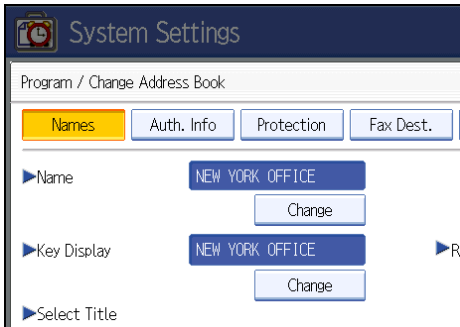 System Settings
Program / Change Address Book
Names Auth. Info Protection Fax Dest.
Name NEW YORK OFFICE
Change
Key Display NEW YORK OFFICE R
Change
Select Title